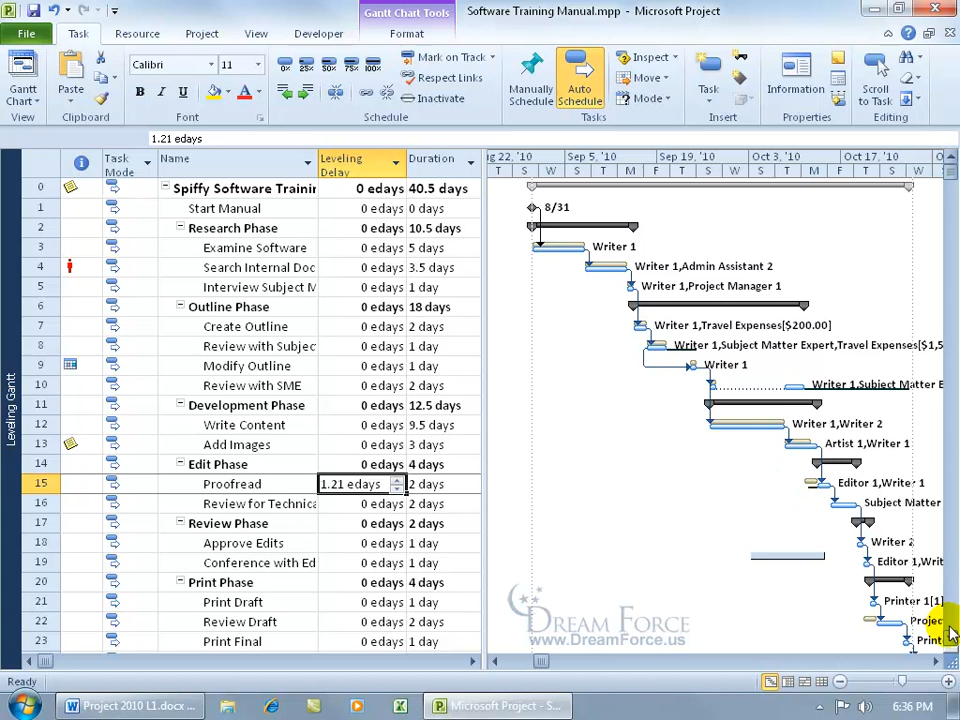 Gantt Chart Tools
Software Training Manual.mpp - Microsoft Project
File Task Resource Project View Developer Format
Gantt Chart
View
Paste
Clipboard
Calibri 11
B I U A
Font
0% 25% 50% 75% 100%
Mark on Track
Respect Links
Inactivate
Schedule
Manually Schedule
Auto Schedule
Inspect
Move
Mode
Tasks
Task
Insert
Information
Properties
Scroll to Task
Editing
1.21 edays
Task Mode Name Leveling Delay Duration
ug 22, '10 Sep 5, '10 Sep 19, '10 Oct 3, '10 Oct 17, '10
T S W S T M F T S W S T M F T S W
0 Spiffy Software Trainin 0 edays 40.5 days
1 Start Manual 0 edays 0 days 8/31
2 Research Phase 0 edays 10.5 days
3 Examine Software 0 edays 5 days Writer 1
4 Search Internal Doc 0 edays 3.5 days Writer 1,Admin Assistant 2
5 Interview Subject M 0 edays 1 day Writer 1,Project Manager 1
6 Outline Phase 0 edays 18 days
7 Create Outline 0 edays 2 days Writer 1,Travel Expenses[$200.00]
8 Review with Subjec 0 edays 1 day Writer 1,Subject Matter Expert,Travel Expenses[$1,5
9 Modify Outline 0 edays 1 day Writer 1
10 Review with SME 0 edays 2 days Writer 1,Subject Matter E
11 Development Phase 0 edays 12.5 days
12 Write Content 0 edays 9.5 days Writer 1,Writer 2
13 Add Images 0 edays 3 days Artist 1,Writer 1
14 Edit Phase 0 edays 4 days
15 Proofread 1.21 edays 2 days Editor 1,Writer 1
16 Review for Technica 0 edays 2 days Subject Matter
17 Review Phase 0 edays 2 days
18 Approve Edits 0 edays 1 day Writer 2
19 Conference with Ed 0 edays 1 day Editor 1,Writ
20 Print Phase 0 edays 4 days
21 Print Draft 0 edays 1 day Printer 1[1]
22 Review Draft 0 edays 2 days Projec
23 Print Final 0 edays 1 day Print
Leveling Gantt
DREAM FORCE
www.DreamForce.us
Ready
Project 2010 L1.docx ...
Microsoft Project - S...
6:36 PM